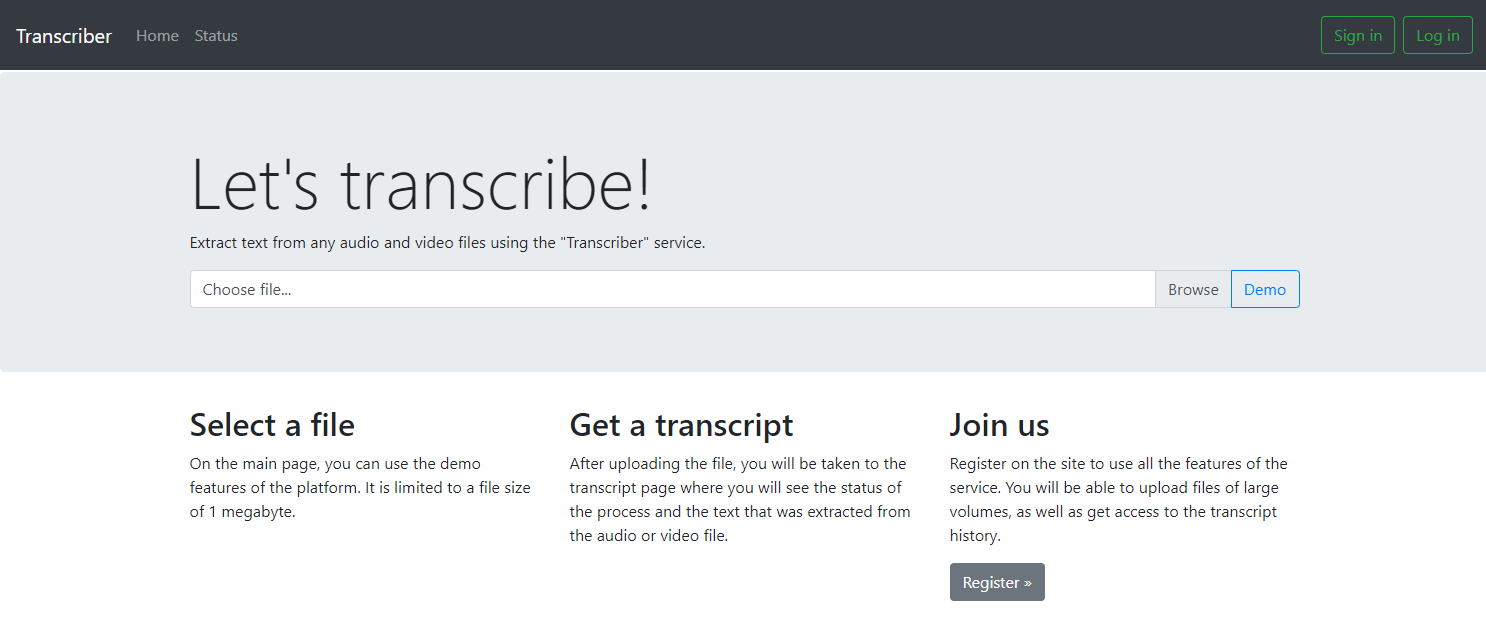 Transcriber Home Status Sign in Log in
Let's transcribe!
Extract text from any audio and video files using the "Transcriber" service.
Choose file... Browse Demo
Select a file
On the main page, you can use the demo
features of the platform. It is limited to a file size
of 1 megabyte.
Get a transcript
After uploading the file, you will be taken to the
transcript page where you will see the status of
the process and the text that was extracted from
the audio or video file.
Join us
Register on the site to use all the features of the
service. You will be able to upload files of large
volumes, as well as get access to the transcript
history.
Register »